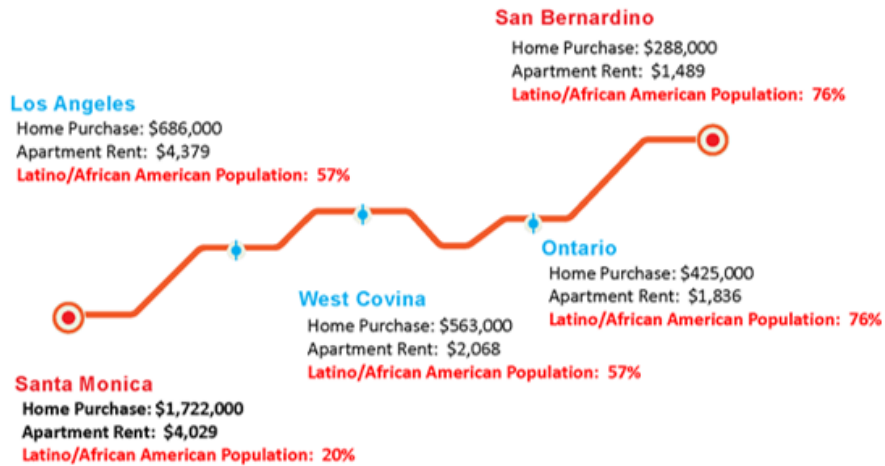 San Bernardino
Home Purchase: $288,000
Apartment Rent: $1,489
Latino/African American Population: 76%
Los Angeles
Home Purchase: $686,000
Apartment Rent: $4,379
Latino/African American Population: 57%
Ontario
Home Purchase: $425,000
Apartment Rent: $1,836
Latino/African American Population: 76%
West Covina
Home Purchase: $563,000
Apartment Rent: $2,068
Latino/African American Population: 57%
Santa Monica
Home Purchase: $1,722,000
Apartment Rent: $4,029
Latino/African American Population: 20%